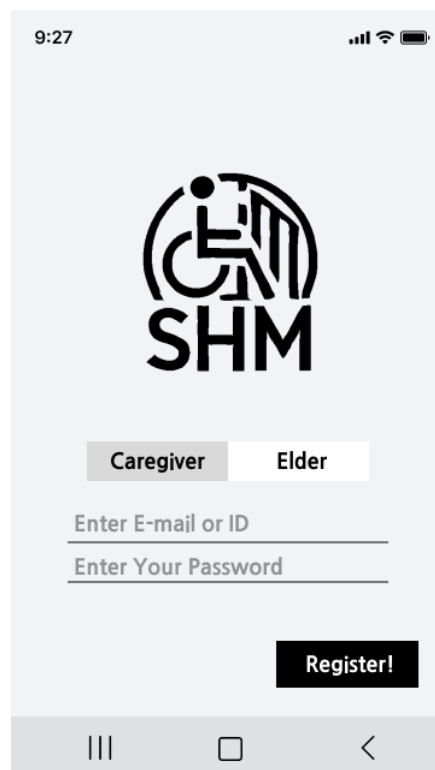 9:27
SHM
Caregiver Elder
Enter E-mail or ID
Enter Your Password
Register!